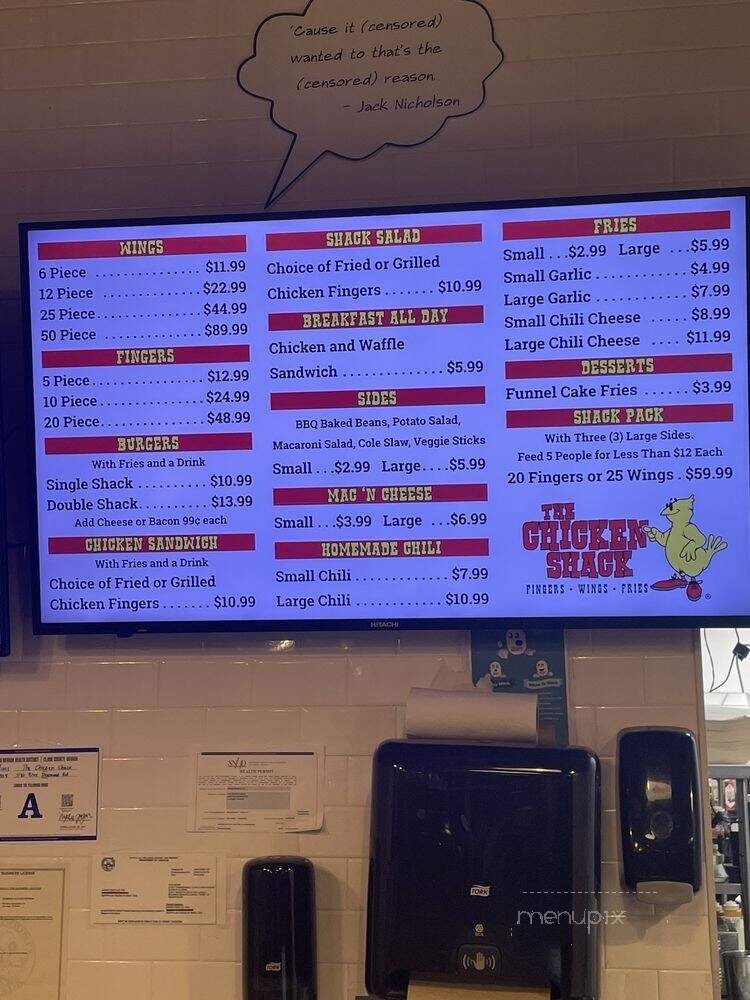 'Cause it (censored)
wanted to that's the
(censored) reason
- Jack Nicholson
WINGS
6 Piece .............. $11.99
12 Piece ............. $22.99
25 Piece.............. $44.99
50 Piece ............. $89.99
FINGERS
5 Piece............... $12.99
10 Piece.............. $24.99
20 Piece.............. $48.99
BURGERS
With Fries and a Drink
Single Shack .......... $10.99
Double Shack.......... $13.99
Add Cheese or Bacon 99¢ each
CHICKEN SANDWICH
With Fries and a Drink
Choice of Fried or Grilled
Chicken Fingers ....... $10.99
SHACK SALAD
Choice of Fried or Grilled
Chicken Fingers ....... $10.99
BREAKFAST ALL DAY
Chicken and Waffle
Sandwich ............. $5.99
SIDES
BBQ Baked Beans, Potato Salad,
Macaroni Salad, Cole Slaw, Veggie Sticks
Small ...$2.99 Large....$5.99
MAC 'N CHEESE
Small ...$3.99 Large ...$6.99
HOMEMADE CHILI
Small Chili ............ $7.99
Large Chili ........... $10.99
FRIES
Small ...$2.99 Large ...$5.99
Small Garlic ............ $4.99
Large Garlic ............ $7.99
Small Chili Cheese ..... $8.99
Large Chili Cheese .... $11.99
DESSERTS
Funnel Cake Fries ...... $3.99
SHACK PACK
With Three (3) Large Sides.
Feed 5 People for Less Than $12 Each
20 Fingers or 25 Wings . $59.99
THE
CHICKEN
SHACK
FINGERS - WINGS - FRIES
®
HITACHI
A
HEALTH PERMIT
BUSINESS LICENSE
TORK
TORK
menupix